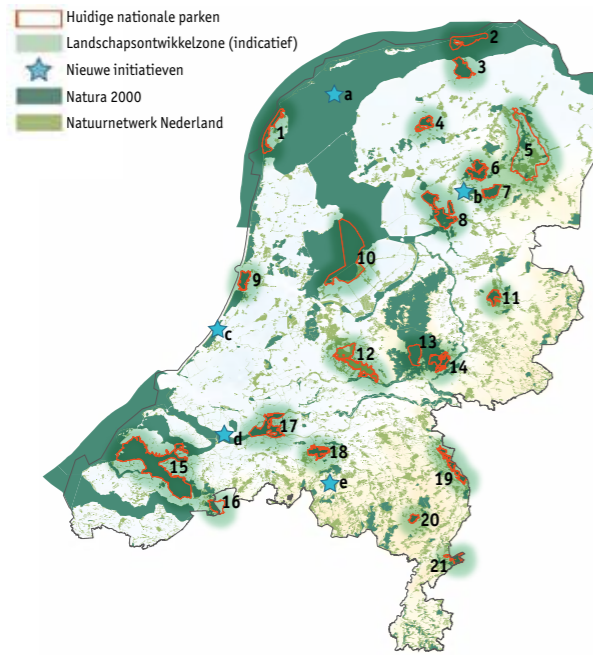 Huidige nationale parken
Landschapsontwikkelzone (indicatief)
Nieuwe initiatieven
Natura 2000
Natuurnetwerk Nederland
2
3
a
1
4
5
6
b
7
8
10
9
11
c
13
12
14
17
d
18
15
19
e
16
20
21